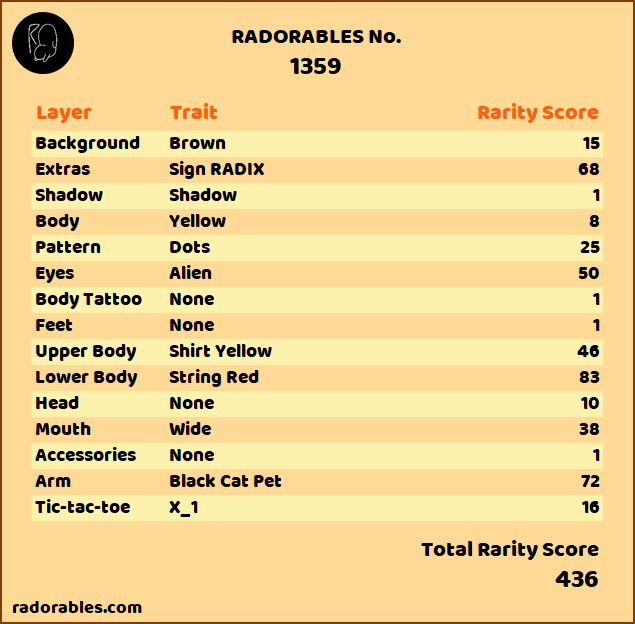 RADORABLES No.
1359
Layer Trait Rarity Score
Background Brown 15
Extras Sign RADIX 68
Shadow Shadow 1
Body Yellow 8
Pattern Dots 25
Eyes Alien 50
Body Tattoo None 1
Feet None 1
Upper Body Shirt Yellow 46
Lower Body String Red 83
Head None 10
Mouth Wide 38
Accessories None 1
Arm Black Cat Pet 72
Tic-tac-toe X_1 16
Total Rarity Score
436
radorables.com